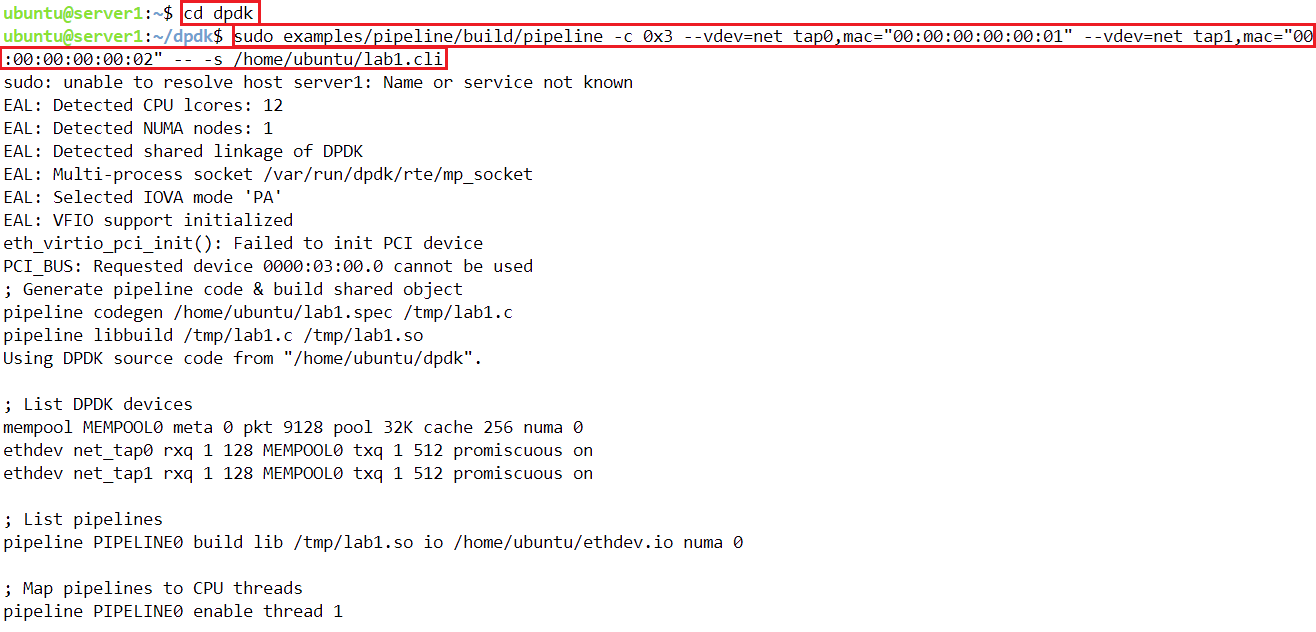 ubuntu@server1:~$ cd dpdk
ubuntu@server1:~/dpdk$ sudo examples/pipeline/build/pipeline -c 0x3 --vdev=net_tap0,mac="00:00:00:00:00:01" --vdev=net_tap1,mac="00
:00:00:00:00:02" -- -s /home/ubuntu/lab1.cli
sudo: unable to resolve host server1: Name or service not known
EAL: Detected CPU lcores: 12
EAL: Detected NUMA nodes: 1
EAL: Detected shared linkage of DPDK
EAL: Multi-process socket /var/run/dpdk/rte/mp_socket
EAL: Selected IOVA mode 'PA'
EAL: VFIO support initialized
eth_virtio_pci_init(): Failed to init PCI device
PCI_BUS: Requested device 0000:03:00.0 cannot be used
; Generate pipeline code & build shared object
pipeline codegen /home/ubuntu/lab1.spec /tmp/lab1.c
pipeline libbuild /tmp/lab1.c /tmp/lab1.so
Using DPDK source code from "/home/ubuntu/dpdk".
; List DPDK devices
mempool MEMPOOL0 meta 0 pkt 9128 pool 32K cache 256 numa 0
ethdev net_tap0 rxq 1 128 MEMPOOL0 txq 1 512 promiscuous on
ethdev net_tap1 rxq 1 128 MEMPOOL0 txq 1 512 promiscuous on
; List pipelines
pipeline PIPELINE0 build lib /tmp/lab1.so io /home/ubuntu/ethdev.io numa 0
; Map pipelines to CPU threads
pipeline PIPELINE0 enable thread 1